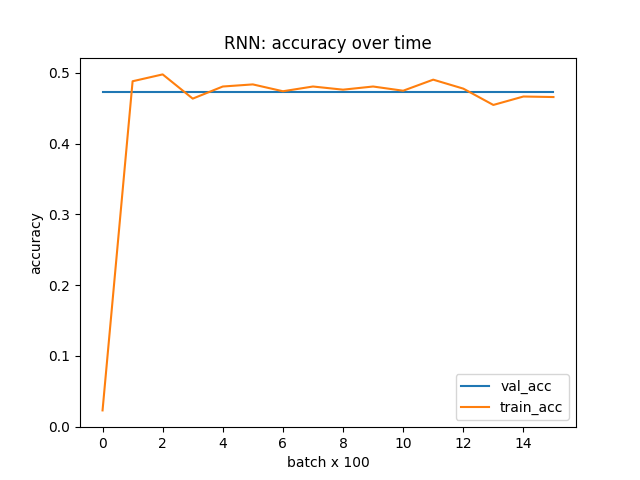 RNN: accuracy over time
accuracy
0.5
0.4
0.3
0.2
0.1
0.0
val_acc
train_acc
0 2 4 6 8 10 12 14
batch x 100